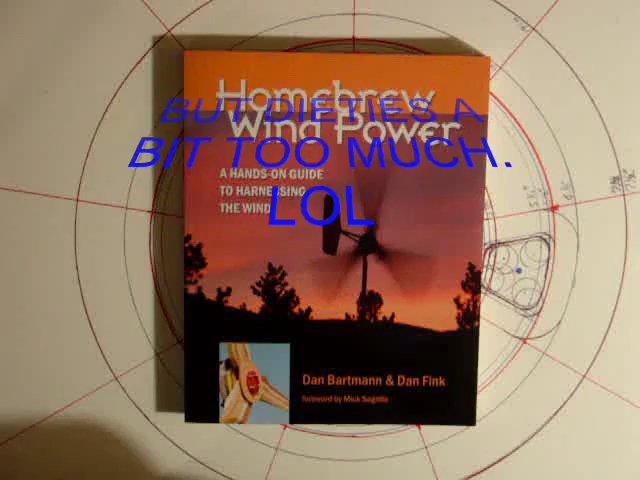 Homebrew
Wind Power
BUT DIETIES A
BIT TOO MUCH.
LOL
A HANDS-ON GUIDE
TO HARNESSING
THE WIND
Dan Bartmann & Dan Fink
foreword by Mick Sagrillo